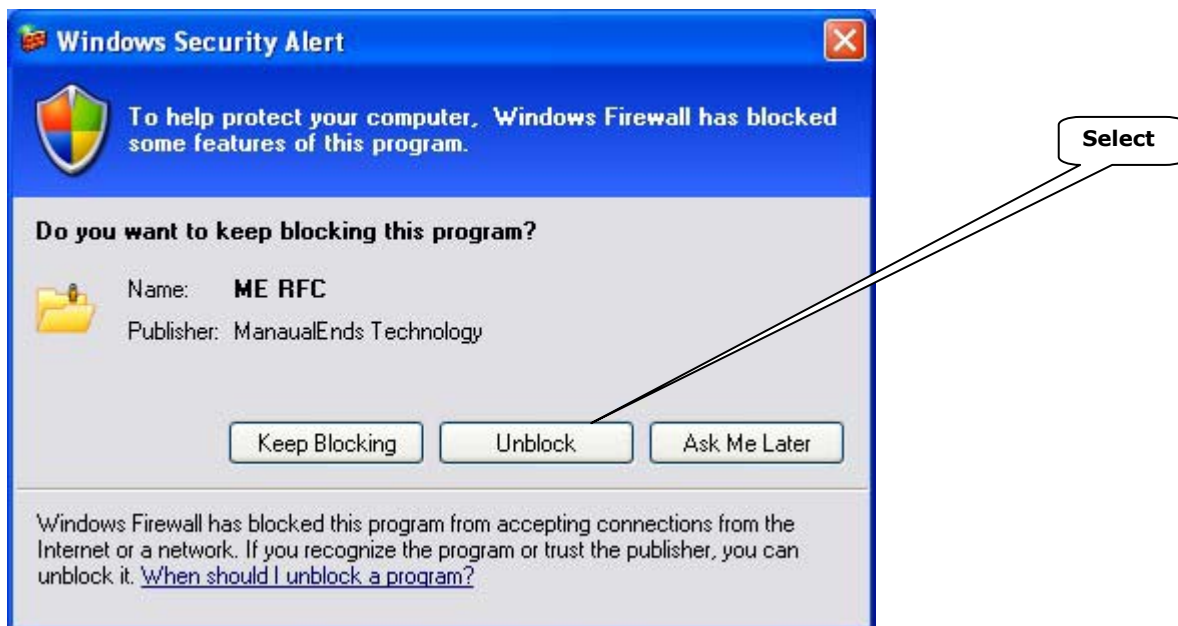 Windows Security Alert
To help protect your computer, Windows Firewall has blocked
some features of this program.
Select
Do you want to keep blocking this program?
Name: ME RFC
Publisher: ManaualEnds Technology
Keep Blocking
Unblock
Ask Me Later
Windows Firewall has blocked this program from accepting connections from the
Internet or a network. If you recognize the program or trust the publisher, you can
unblock it. When should I unblock a program?